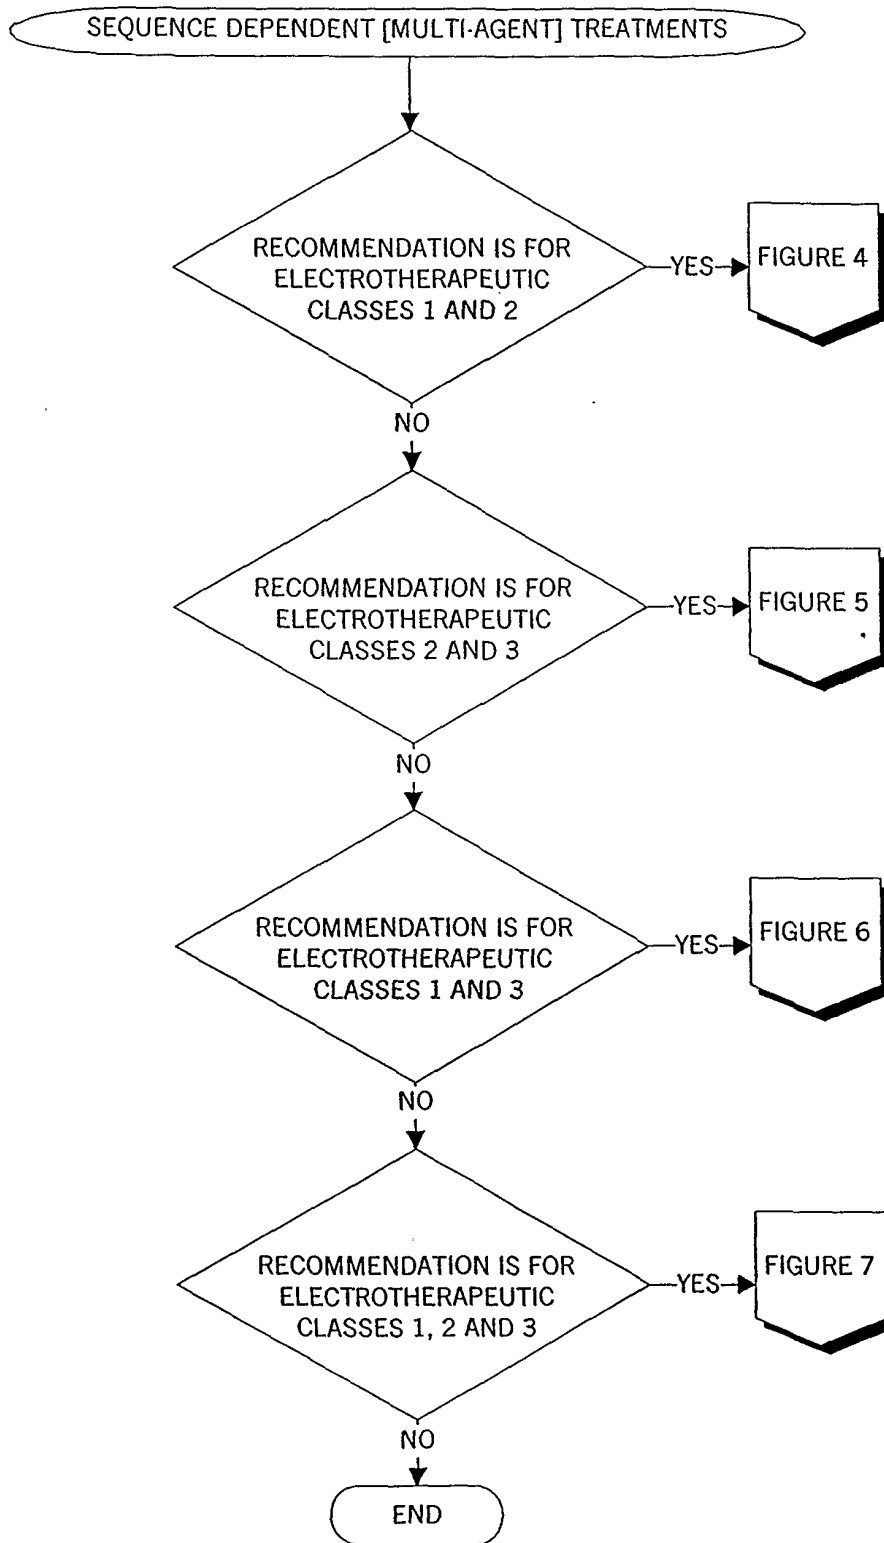 SEQUENCE DEPENDENT [MULTI-AGENT] TREATMENTS
RECOMMENDATION IS FOR
ELECTROTHERAPEUTIC
CLASSES 1 AND 2
YES
FIGURE 4
NO
RECOMMENDATION IS FOR
ELECTROTHERAPEUTIC
CLASSES 2 AND 3
YES
FIGURE 5
NO
RECOMMENDATION IS FOR
ELECTROTHERAPEUTIC
CLASSES 1 AND 3
YES
FIGURE 6
NO
RECOMMENDATION IS FOR
ELECTROTHERAPEUTIC
CLASSES 1, 2 AND 3
YES
FIGURE 7
NO
END